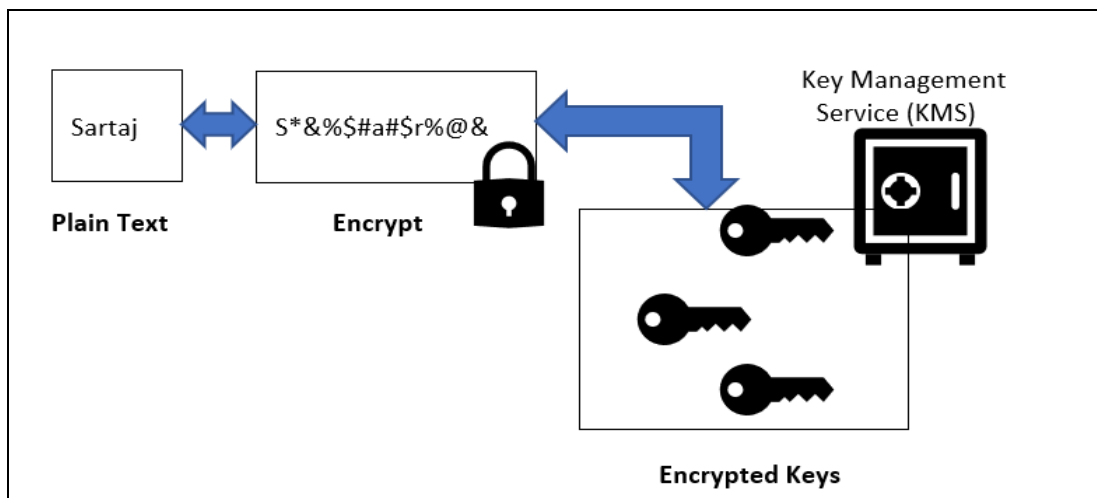 Sartaj
Plain Text
S*&%$#a#$r%@&
Encrypt
Key Management
Service (KMS)
Encrypted Keys